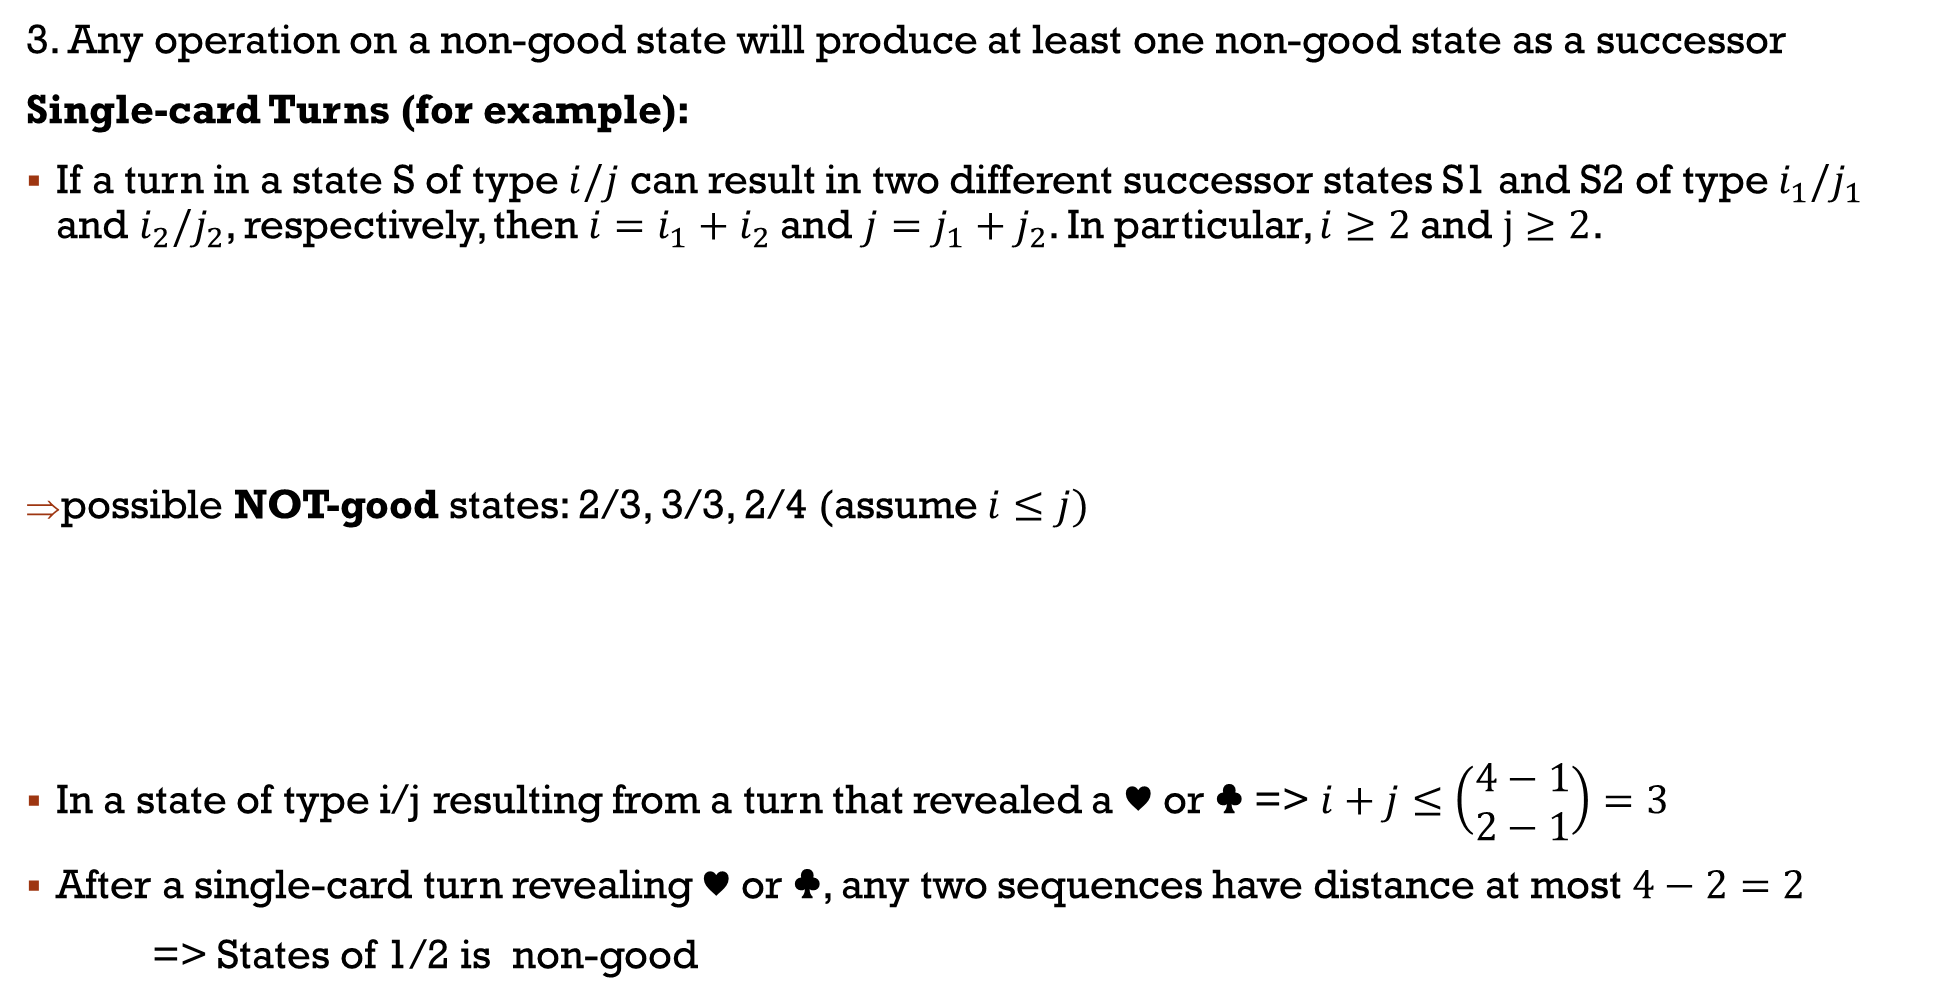 3. Any operation on a non-good state will produce at least one non-good state as a successor
Single-card Turns (for example):
▪ If a turn in a state S of type i/j can result in two different successor states S1 and S2 of type i₁/j₁
and i₂/j₂, respectively, then i = i₁ + i₂ and j = j₁ + j₂. In particular, i ≥ 2 and j ≥ 2.
⇒possible NOT-good states: 2/3, 3/3, 2/4 (assume i ≤ j)
▪ In a state of type i/j resulting from a turn that revealed a ♥ or ♣ => i + j ≤ (4 − 1 2 − 1) = 3
▪ After a single-card turn revealing ♥ or ♣, any two sequences have distance at most 4 − 2 = 2
=> States of 1/2 is non-good